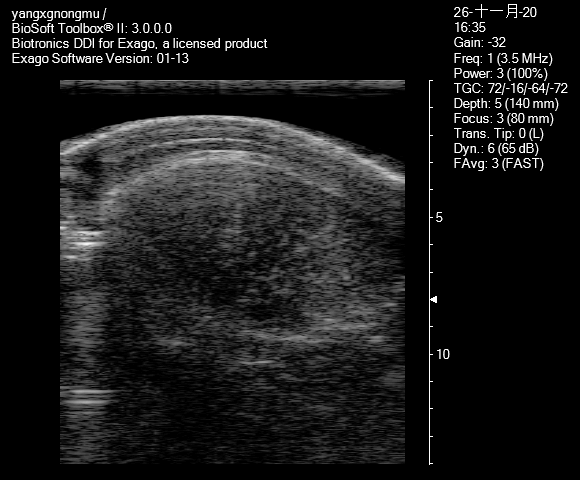 yangxgnongmu /
BioSoft Toolbox® II: 3.0.0.0
Biotronics DDI for Exago, a licensed product
Exago Software Version: 01-13
26-十一月-20
16:35
Gain: -32
Freq: 1 (3.5 MHz)
Power: 3 (100%)
TGC: 72/-16/-64/-72
Depth: 5 (140 mm)
Focus: 3 (80 mm)
Trans. Tip: 0 (L)
Dyn.: 6 (65 dB)
FAvg: 3 (FAST)
5
10